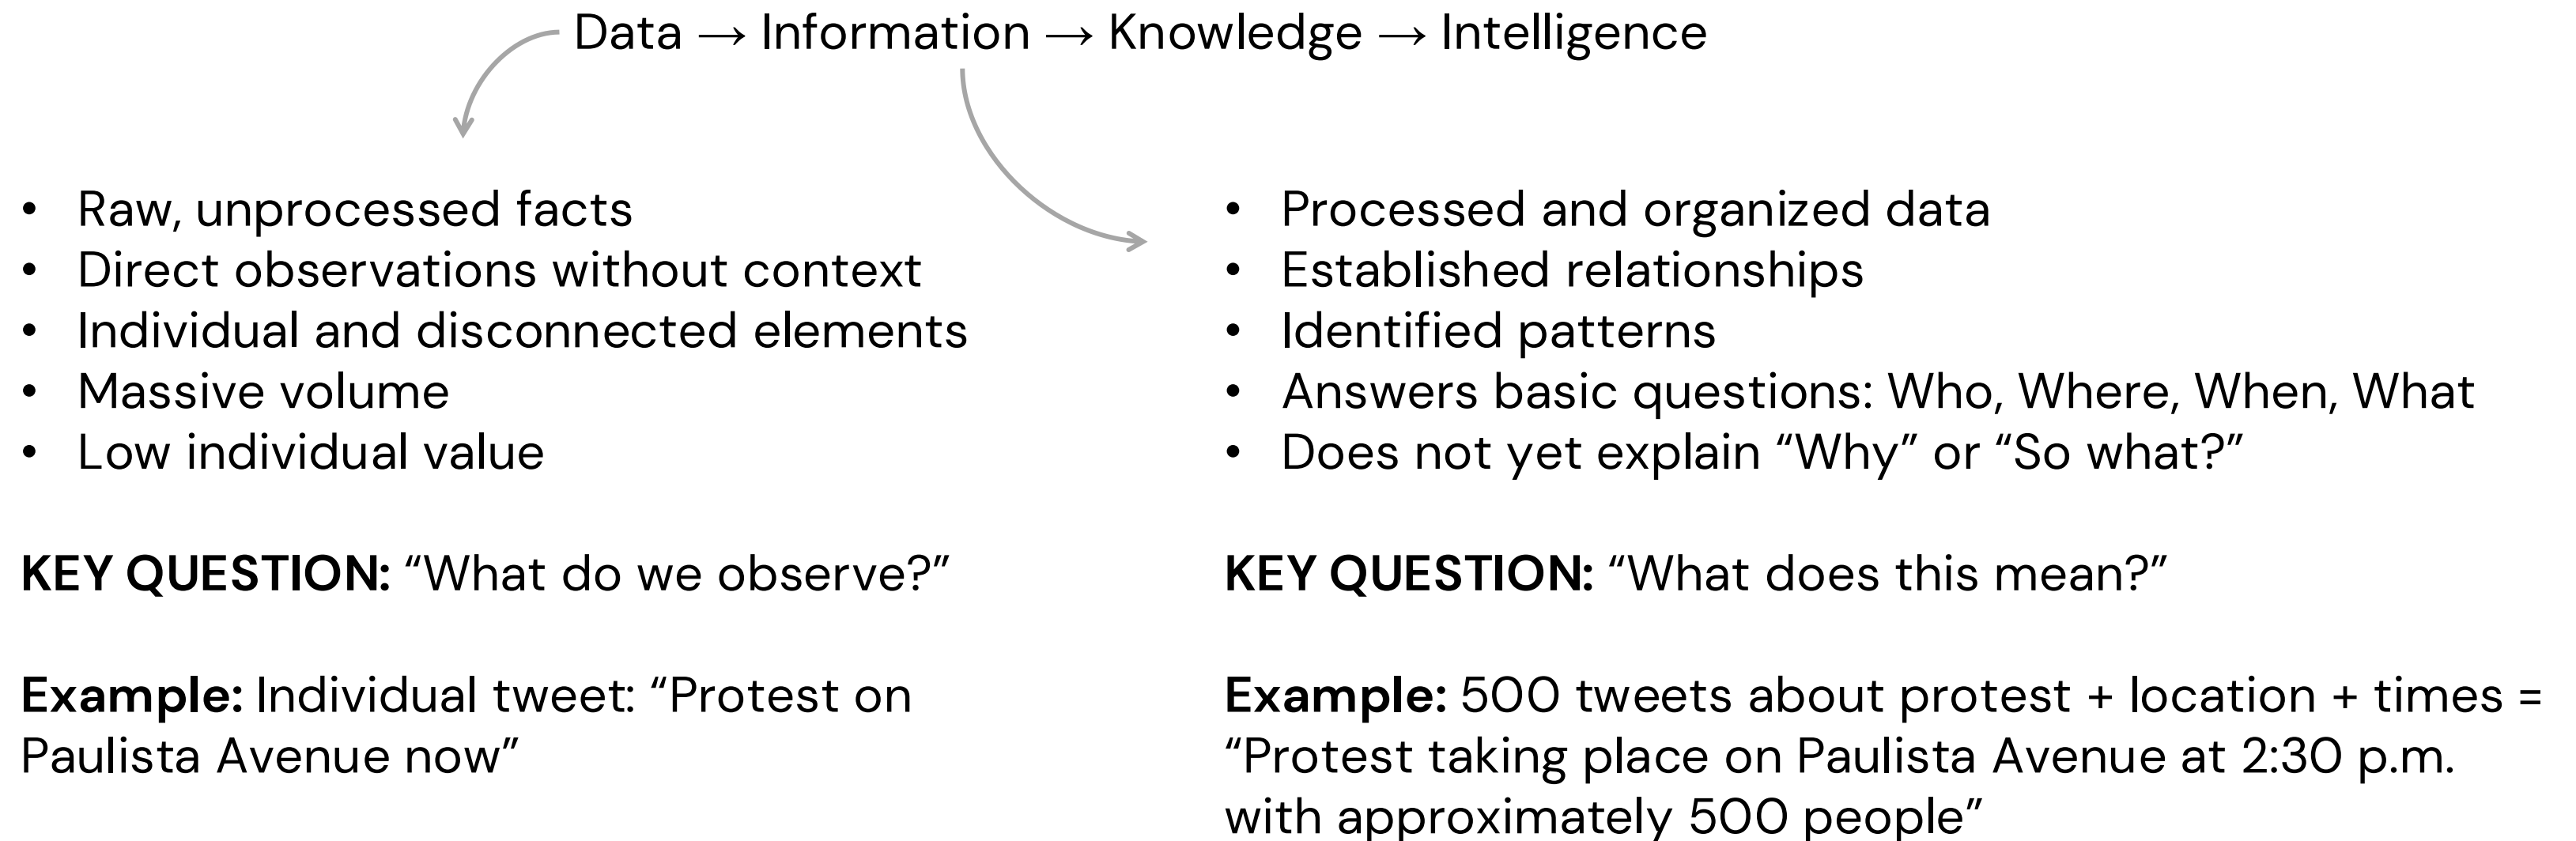 Data → Information → Knowledge → Intelligence
• Raw, unprocessed facts
• Direct observations without context
• Individual and disconnected elements
• Massive volume
• Low individual value
KEY QUESTION: “What do we observe?”
Example: Individual tweet: “Protest on
Paulista Avenue now”
• Processed and organized data
• Established relationships
• Identified patterns
• Answers basic questions: Who, Where, When, What
• Does not yet explain “Why” or “So what?”
KEY QUESTION: “What does this mean?”
Example: 500 tweets about protest + location + times =
“Protest taking place on Paulista Avenue at 2:30 p.m.
with approximately 500 people”